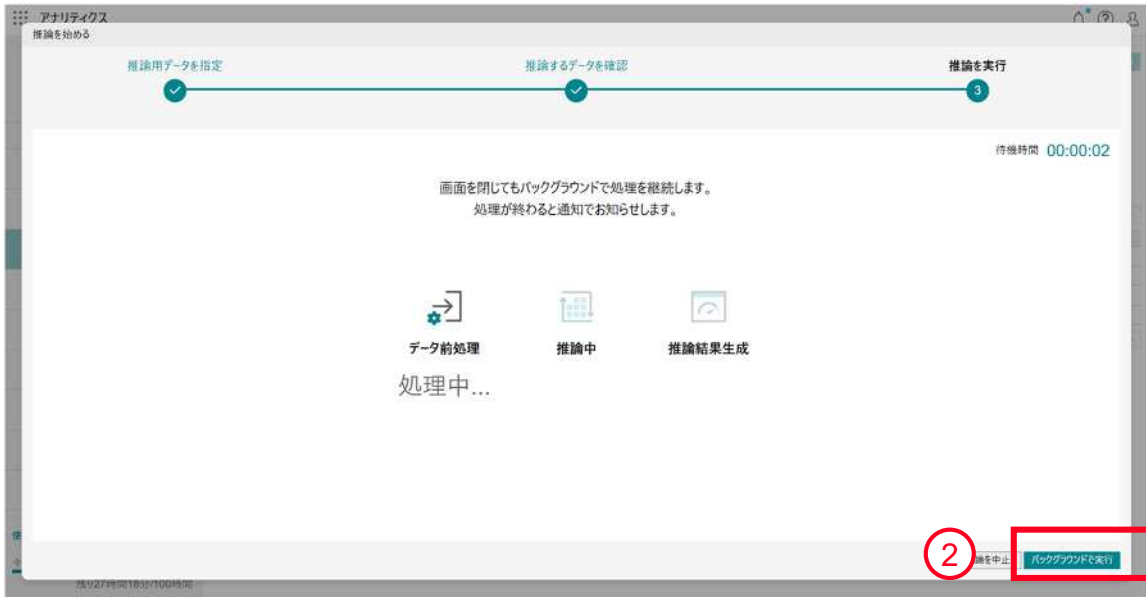 アナリティクス
推論を始める
推論用データを指定
推論するデータを確認
推論を実行
3
待機時間 00:00:02
画面を閉じてもバックグラウンドで処理を継続します。
処理が終わると通知でお知らせします。
データ前処理
推論中
推論結果生成
処理中...
2
論を中止
バックグラウンドで実行
残り27時間18分/100時間